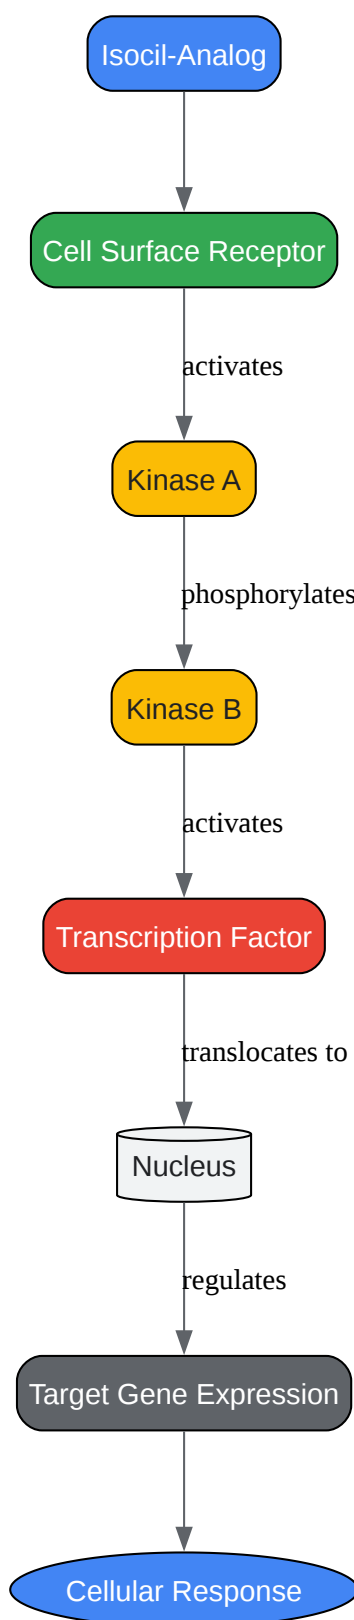 Isocil-Analog
Cell Surface Receptor
activates
Kinase A
phosphorylates
Kinase B
activates
Transcription Factor
translocates to
Nucleus
regulates
Target Gene Expression
Cellular Response